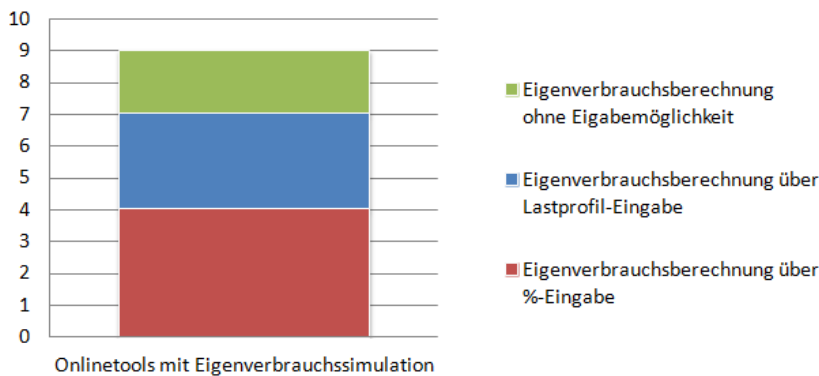 10
9
8
7
6
5
4
3
2
1
0
Onlinetools mit Eigenverbrauchssimulation
Eigenverbrauchsberechnung
ohne Eigabemöglichkeit
Eigenverbrauchsberechnung über
Lastprofil-Eingabe
Eigenverbrauchsberechnung über
%-Eingabe